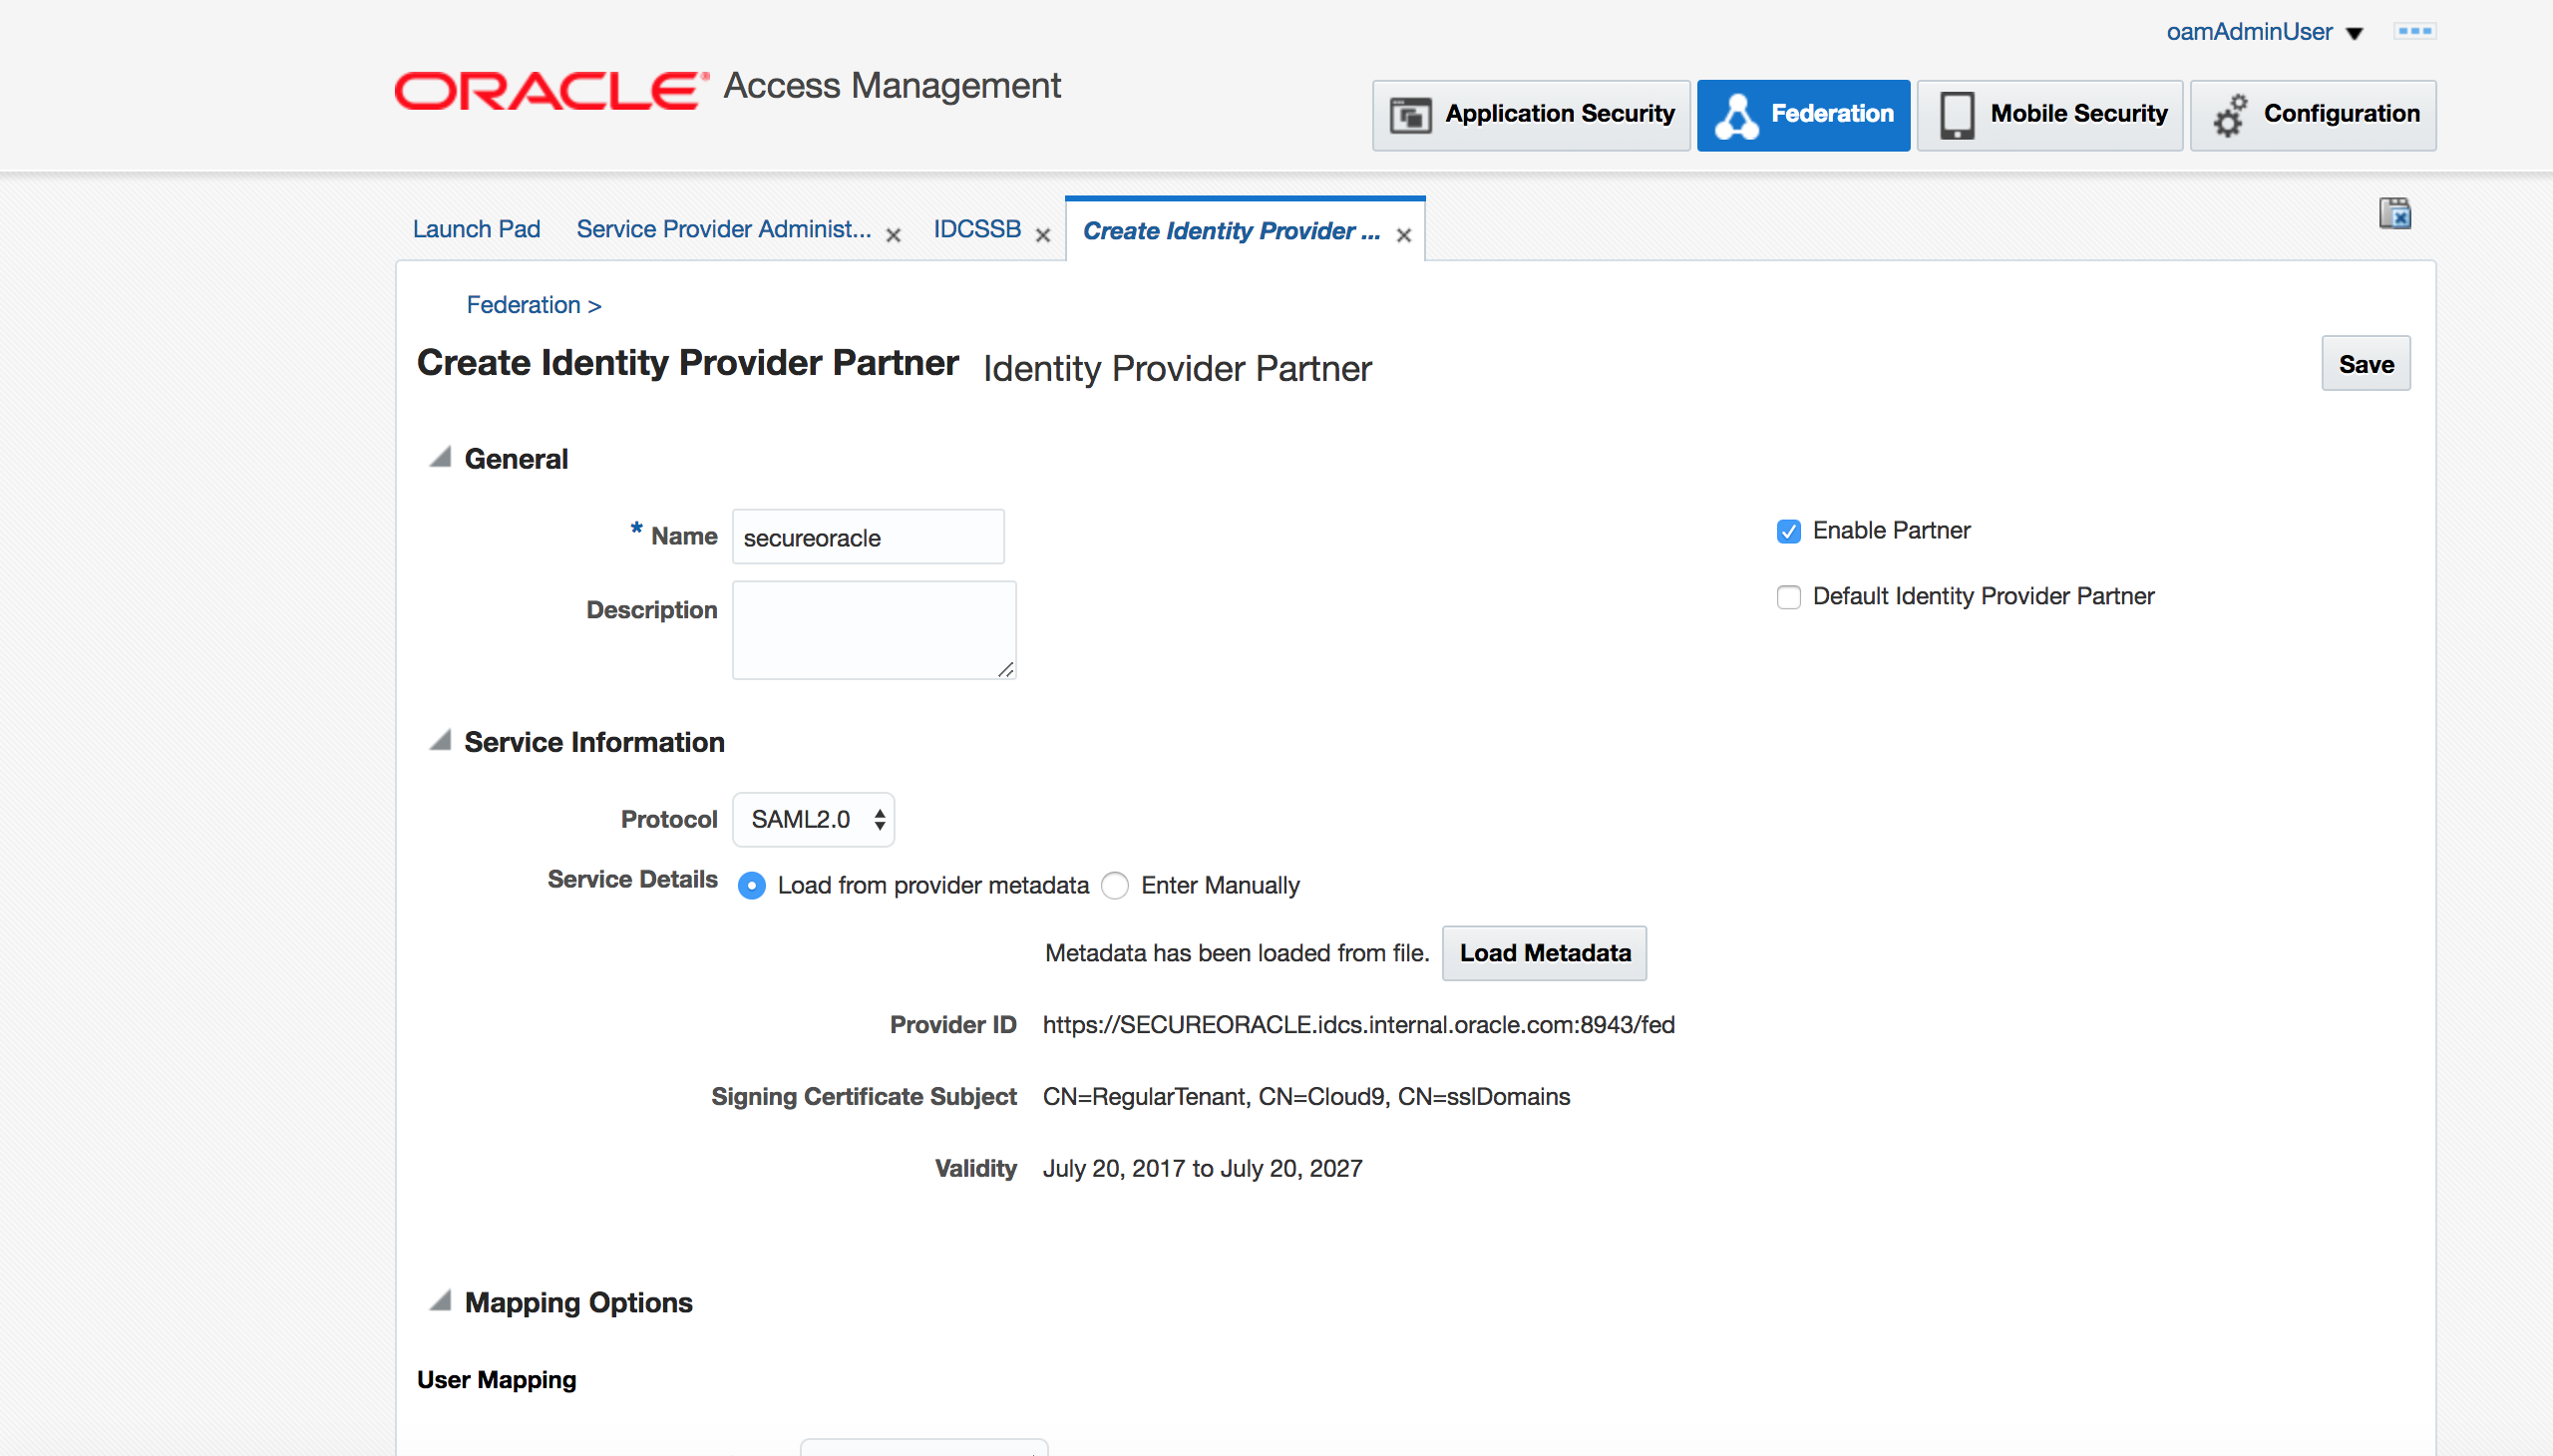 oamAdminUser
ORACLE Access Management
Application Security
Federation
Mobile Security
Configuration
Launch Pad
Service Provider Administ...
IDCSSB
Create Identity Provider ...
Federation >
Create Identity Provider Partner Identity Provider Partner
Save
General
* Name secureoracle
Enable Partner
Description
Default Identity Provider Partner
Service Information
Protocol SAML2.0
Service Details Load from provider metadata Enter Manually
Metadata has been loaded from file. Load Metadata
Provider ID https://SECUREORACLE.idcs.internal.oracle.com:8943/fed
Signing Certificate Subject CN=RegularTenant, CN=Cloud9, CN=sslDomains
Validity July 20, 2017 to July 20, 2027
Mapping Options
User Mapping